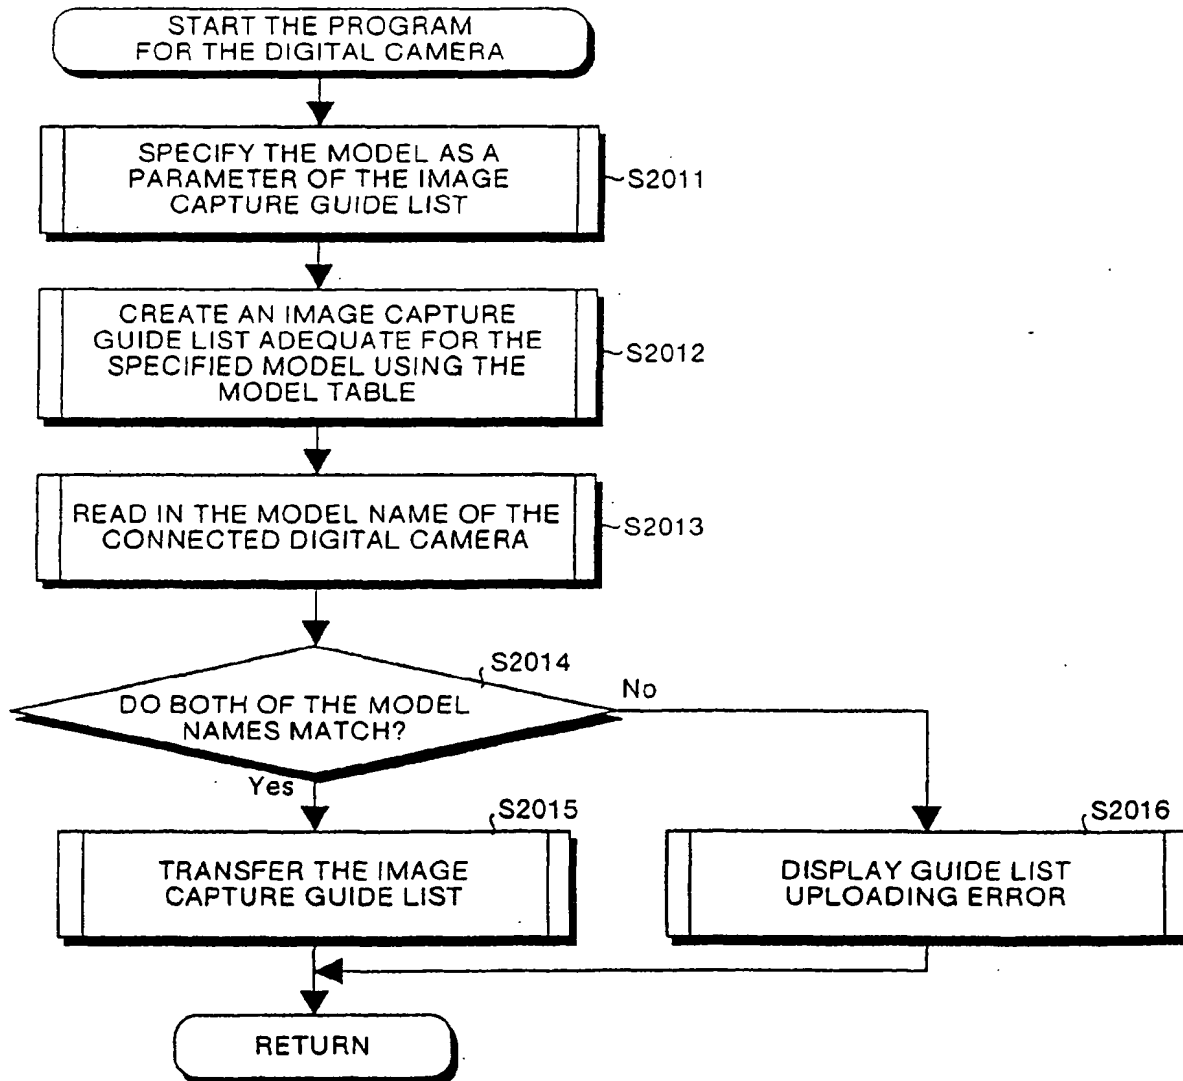 START THE PROGRAM
FOR THE DIGITAL CAMERA
SPECIFY THE MODEL AS A
PARAMETER OF THE IMAGE
CAPTURE GUIDE LIST
S2011
CREATE AN IMAGE CAPTURE
GUIDE LIST ADEQUATE FOR THE
SPECIFIED MODEL USING THE
MODEL TABLE
S2012
READ IN THE MODEL NAME OF THE
CONNECTED DIGITAL CAMERA
S2013
S2014
DO BOTH OF THE MODEL
NAMES MATCH?
No
Yes
S2015
TRANSFER THE IMAGE
CAPTURE GUIDE LIST
S2016
DISPLAY GUIDE LIST
UPLOADING ERROR
RETURN